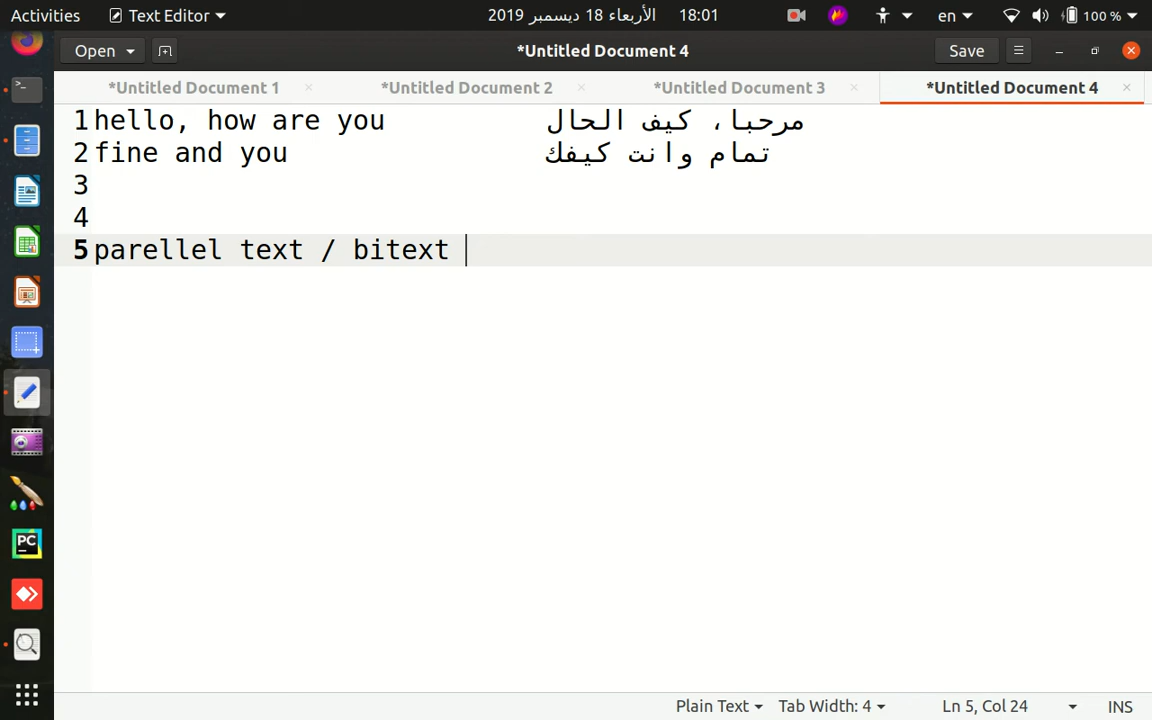 Activities Text Editor الأربعاء 18 ديسمبر 2019 18:01 en 100 %
Open *Untitled Document 4 Save
*Untitled Document 1 *Untitled Document 2 *Untitled Document 3 *Untitled Document 4
1 hello, how are you مرحبا، كيف الحال
2 fine and you تمام وانت كيفك
3
4
5 parellel text / bitext
PC
Plain Text Tab Width: 4 Ln 5, Col 24 INS